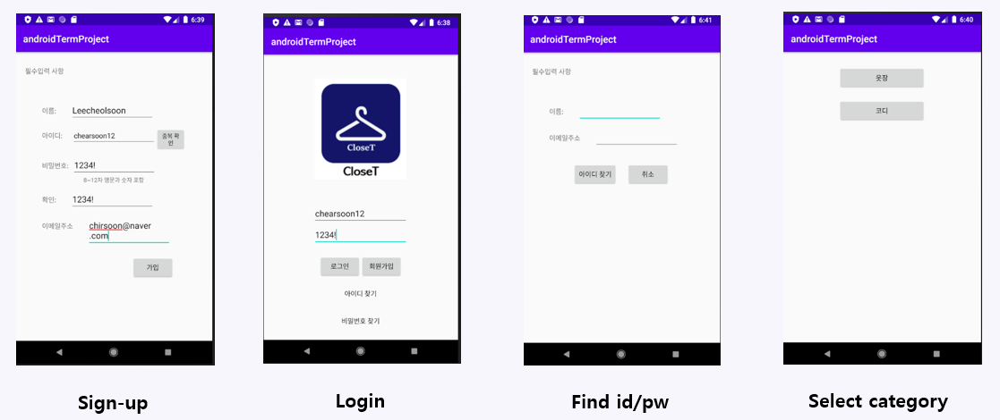 6:39
androidTermProject
필수입력 사항
이름: Leecheolsoon
아이디: chearsoon12 중복 확
인
비밀번호: 1234!
8~12자 영문과 숫자 포함
확인: 1234!
이메일주소 chirsoon@naver
.com
가입
Sign-up
6:38
androidTermProject
CloseT
CloseT
chearsoon12
1234!
로그인 회원가입
아이디 찾기
비밀번호 찾기
Login
6:41
androidTermProject
필수입력 사항
이름:
이메일주소
아이디 찾기 취소
Find id/pw
6:40
androidTermProject
옷장
코디
Select category